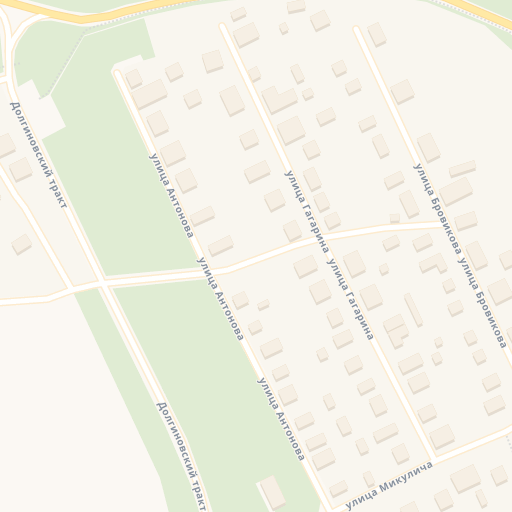 Долгиновский тракт
улица Антонова
улица Гагарина
улица Бровикова
улица Антонова
улица Гагарина
улица Бровикова
улица Антонова
Долгиновский тракт
улица Микулича